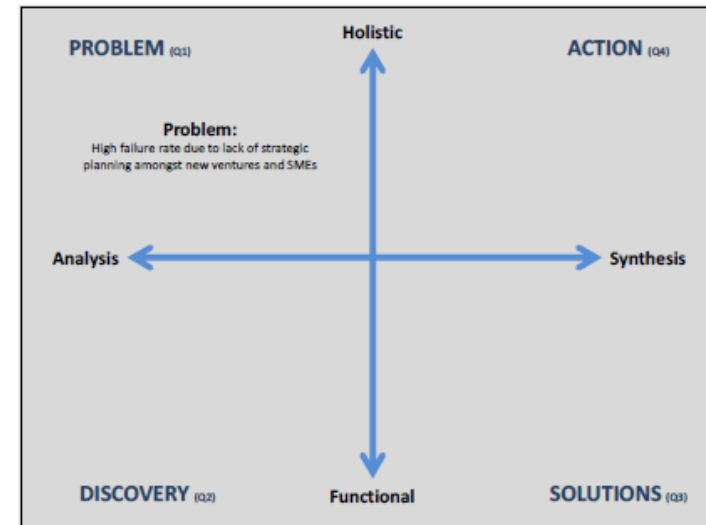 Holistic
PROBLEM (Q1)
ACTION (Q4)
Problem:
High failure rate due to lack of strategic
planning amongst new ventures and SMEs
Analysis
Synthesis
DISCOVERY (Q2)
Functional
SOLUTIONS (Q3)